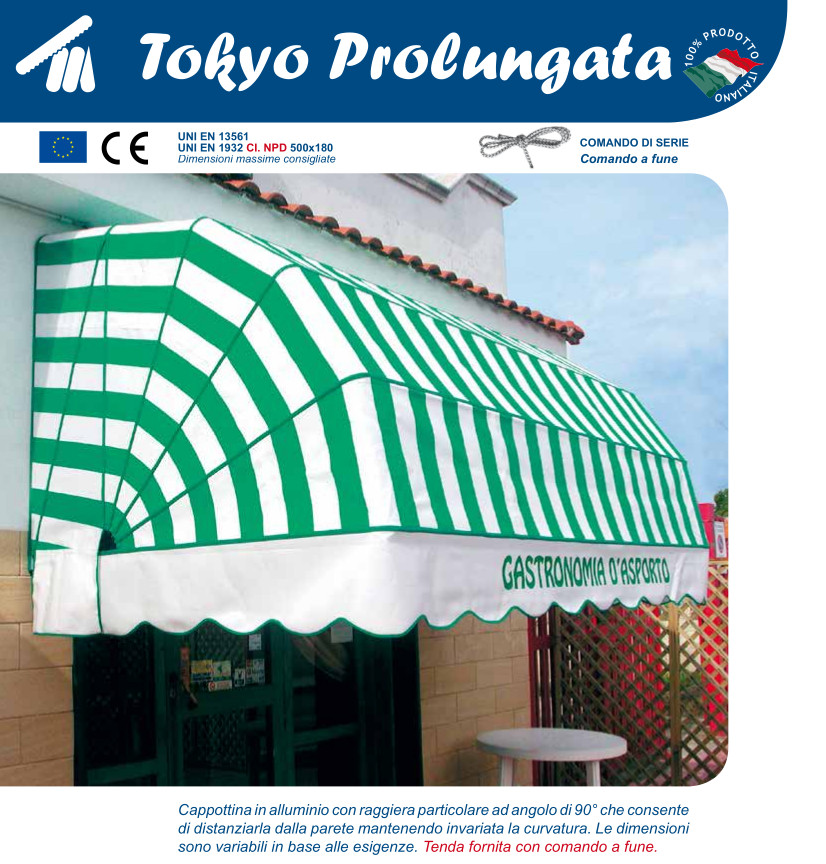 Tokyo Prolungata
100% PRODOTTO ITALIANO
CE
UNI EN 13561
UNI EN 1932 Cl. NPD 500x180
Dimensioni massime consigliate
COMANDO DI SERIE
Comando a fune
GASTRONOMIA D'ASPORTO
Cappottina in alluminio con raggiera particolare ad angolo di 90° che consente
di distanziarla dalla parete mantenendo invariata la curvatura. Le dimensioni
sono variabili in base alle esigenze. Tenda fornita con comando a fune.